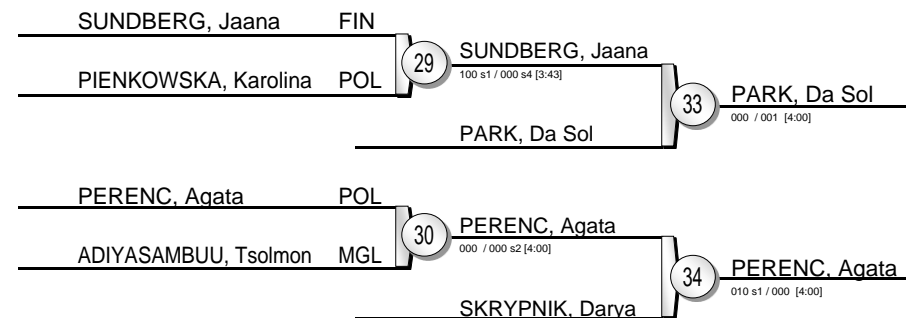 SUNDBERG, Jaana FIN
29
SUNDBERG, Jaana
100 s1 / 000 s4 [3:43]
PIENKOWSKA, Karolina POL
33
PARK, Da Sol
000 / 001 [4:00]
PARK, Da Sol
PERENC, Agata POL
30
PERENC, Agata
000 / 000 s2 [4:00]
ADIYASAMBUU, Tsolmon MGL
34
PERENC, Agata
010 s1 / 000 [4:00]
SKRYPNIK, Darya